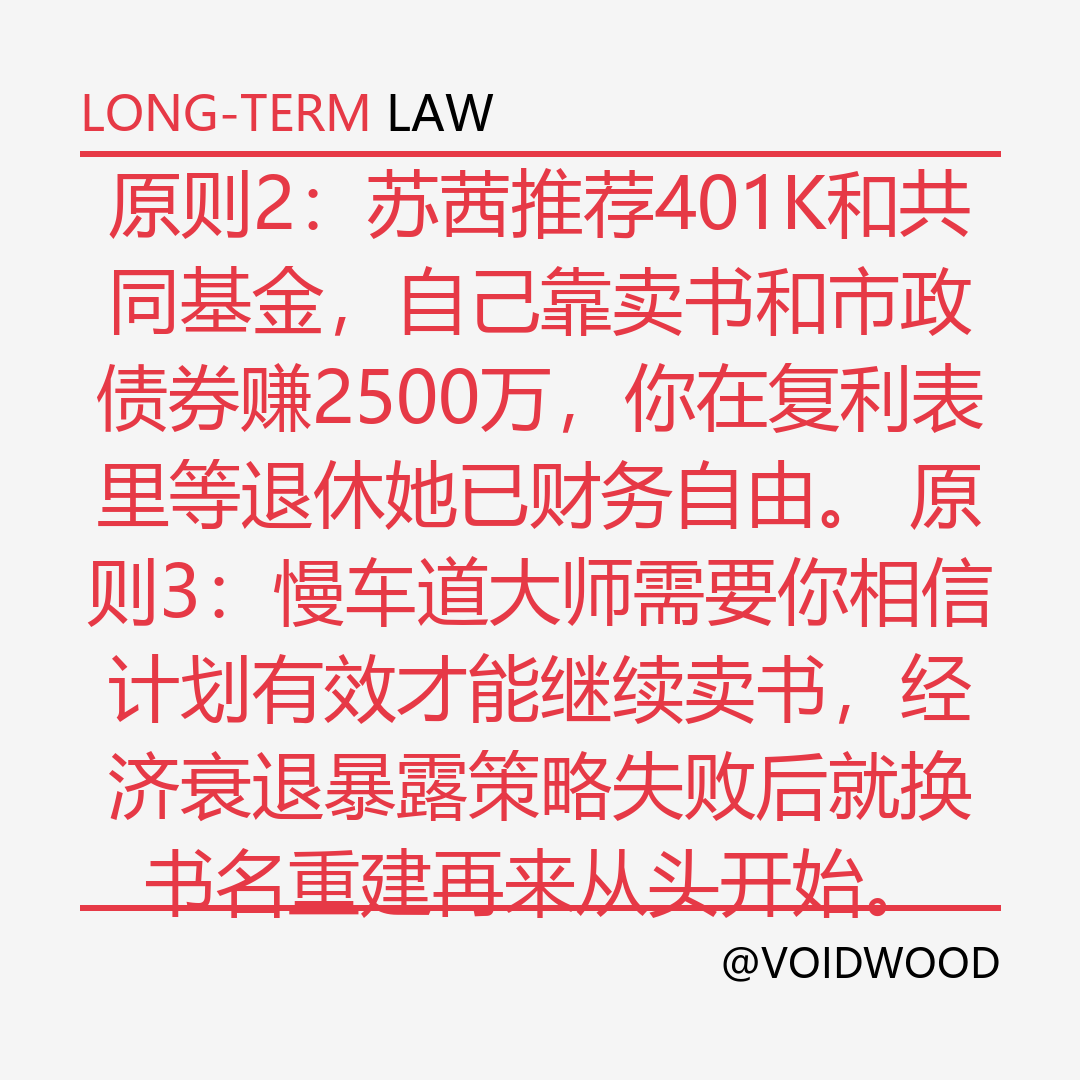 LONG-TERM LAW
原则2：苏茜推荐401K和共
同基金，自己靠卖书和市政
债券赚2500万，你在复利表
里等退休她已财务自由。 原
则3：慢车道大师需要你相信
计划有效才能继续卖书，经
济衰退暴露策略失败后就换
书名重建再来从头开始。
@VOIDWOOD